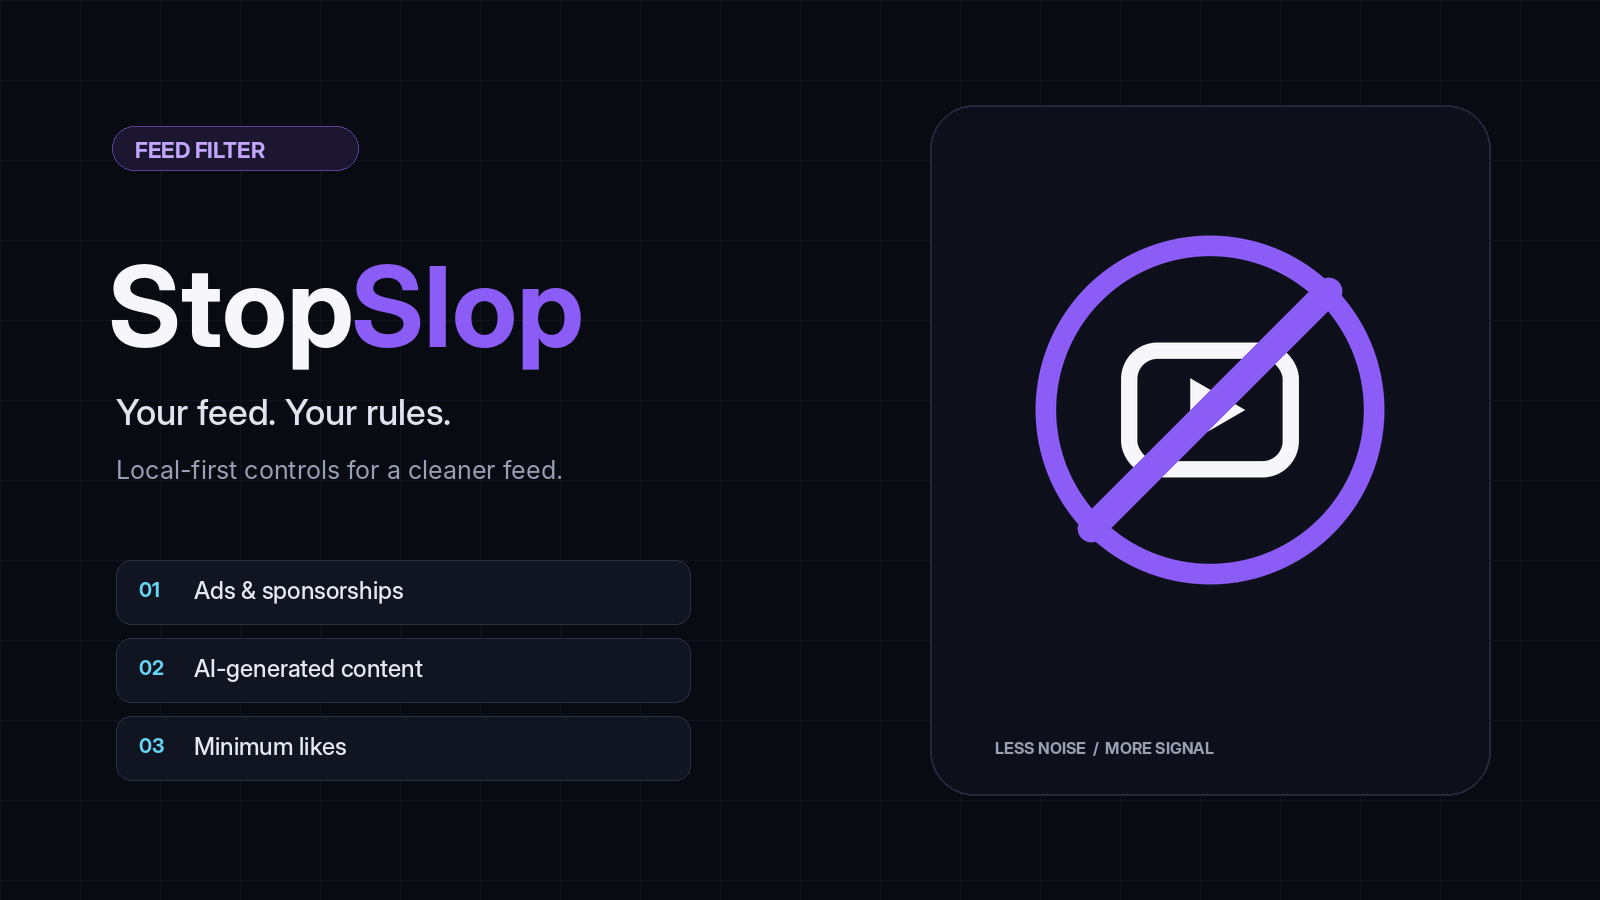 FEED FILTER
StopSlop
Your feed. Your rules.
Local-first controls for a cleaner feed.
01 Ads & sponsorships
02 AI-generated content
03 Minimum likes
LESS NOISE / MORE SIGNAL